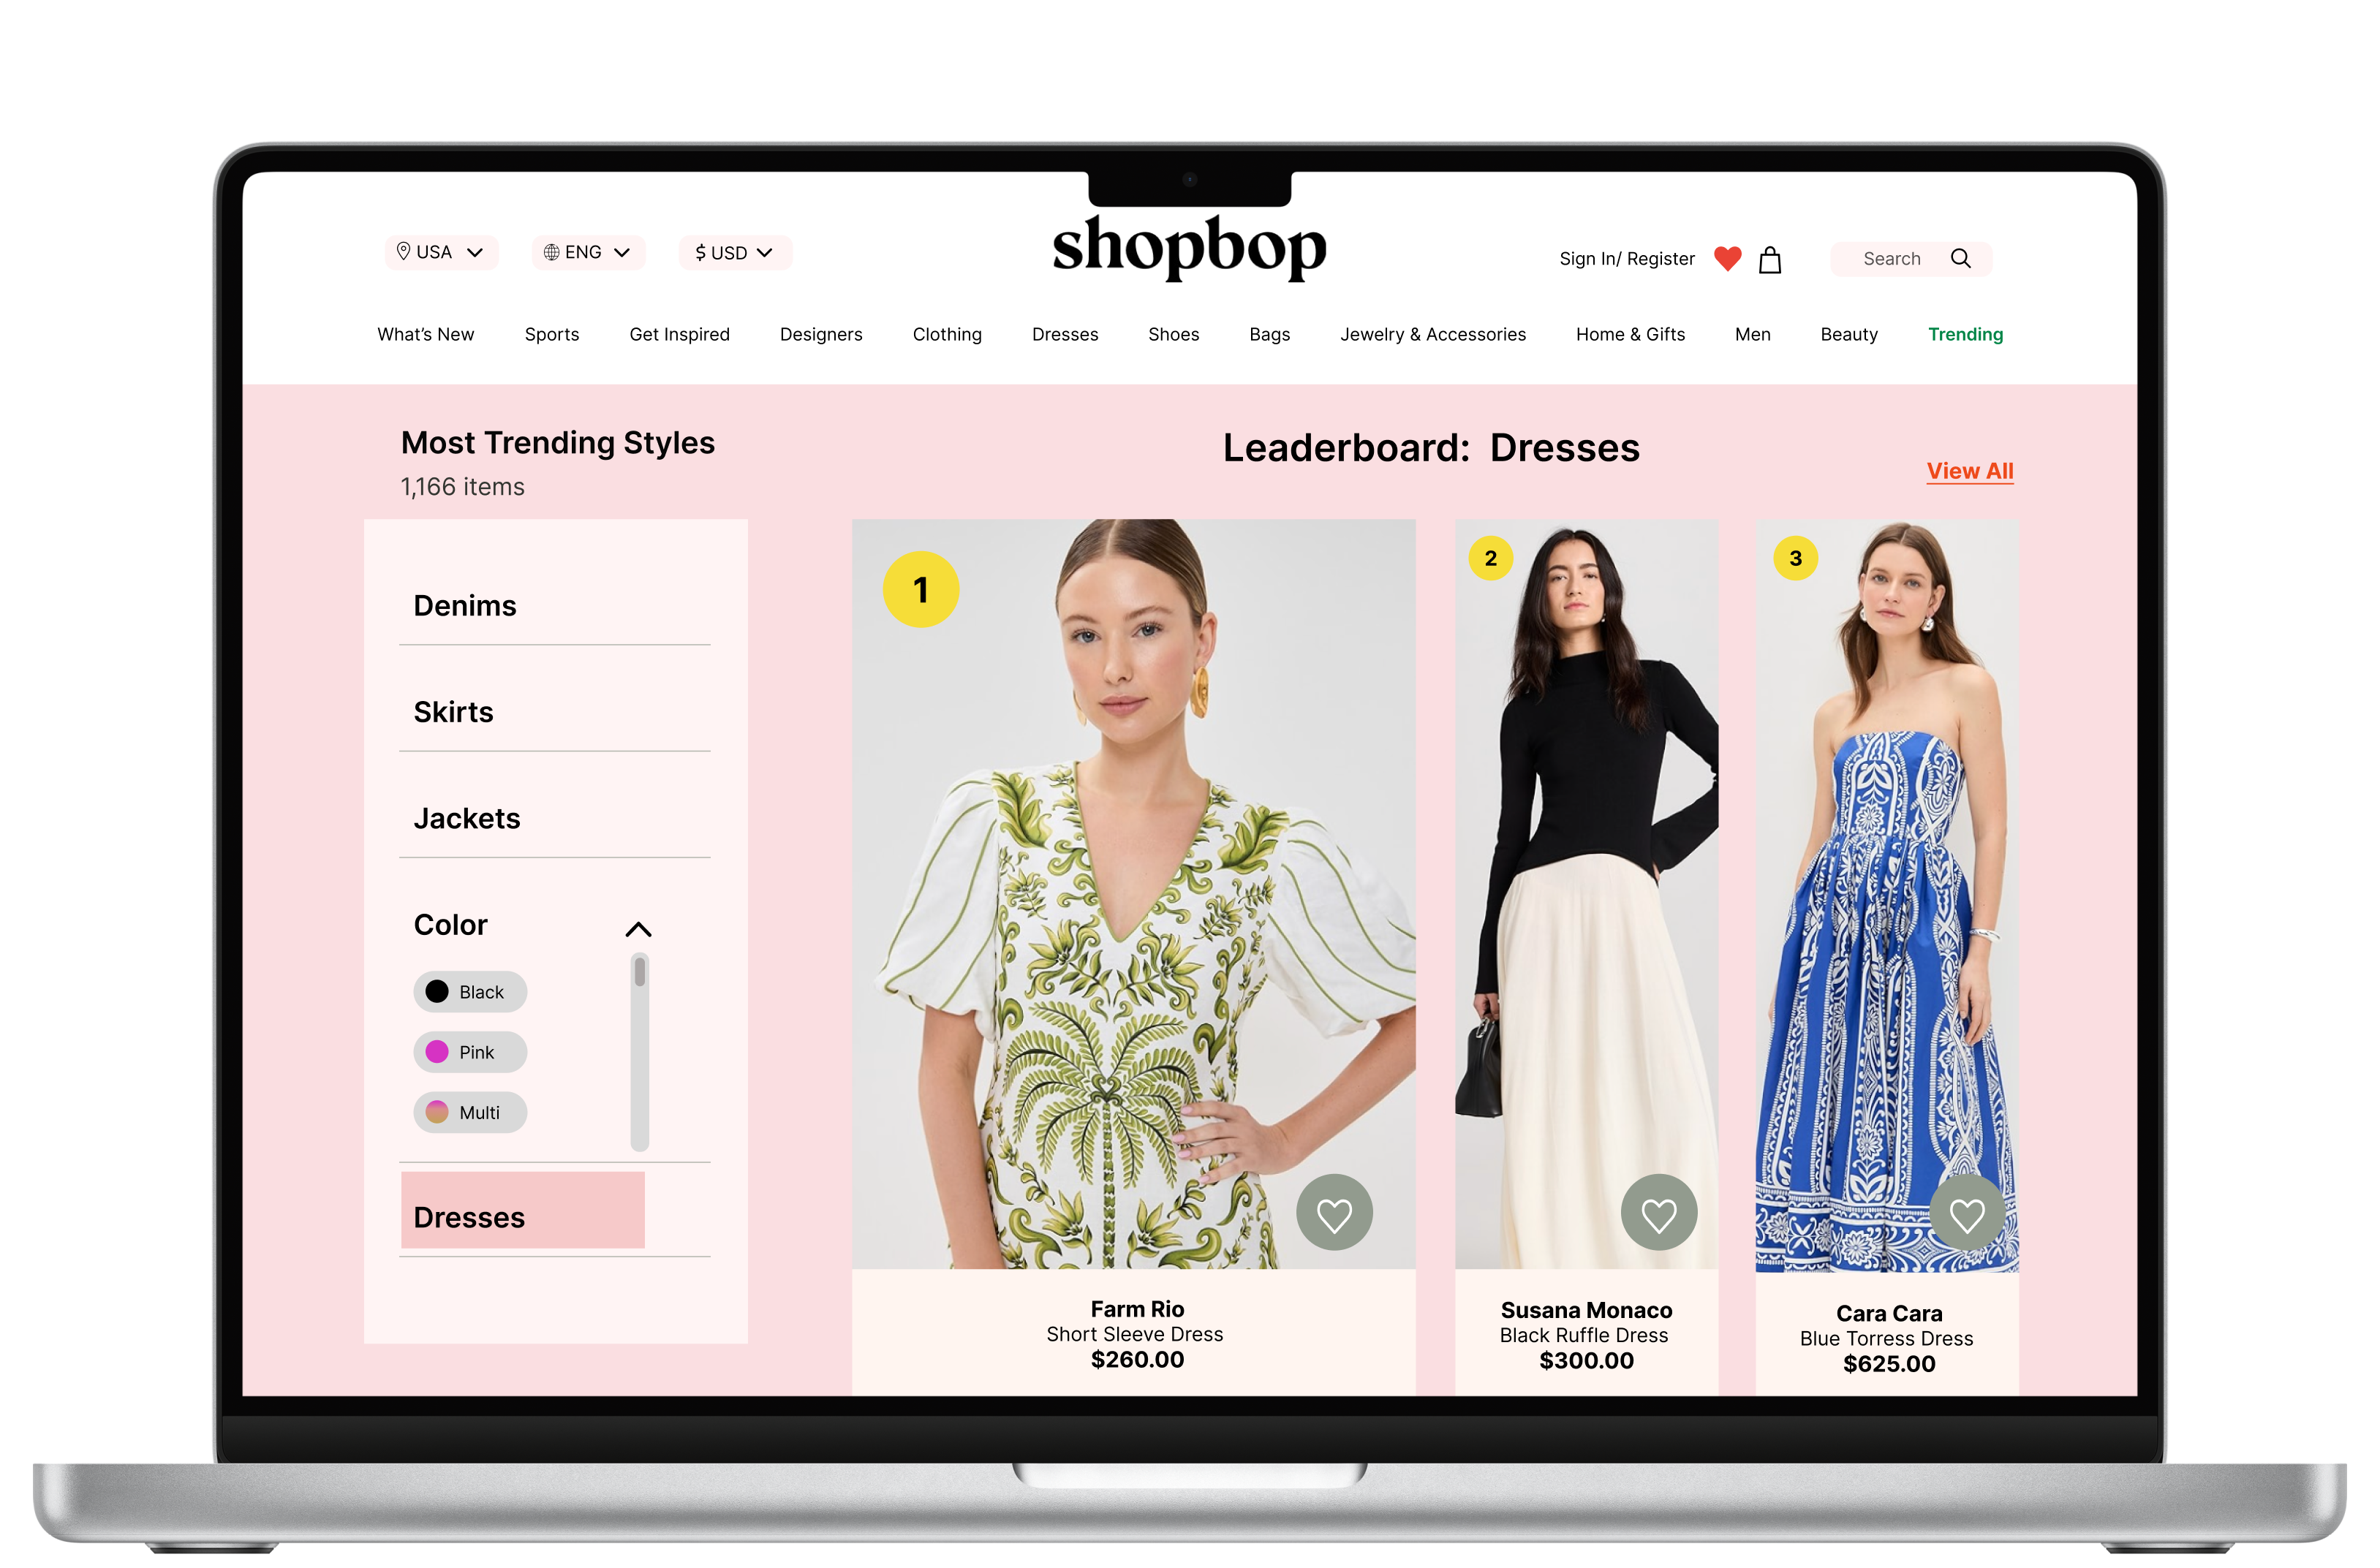 shopbop
USA
ENG
$ USD
Sign In/ Register
Search
What's New
Sports
Get Inspired
Designers
Clothing
Dresses
Shoes
Bags
Jewelry & Accessories
Home & Gifts
Men
Beauty
Trending
Most Trending Styles
1,166 items
Leaderboard: Dresses
View All
Denims
Skirts
Jackets
Color
Black
Pink
Multi
Dresses
1
Farm Rio
Short Sleeve Dress
$260.00
2
Susana Monaco
Black Ruffle Dress
$300.00
3
Cara Cara
Blue Torress Dress
$625.00